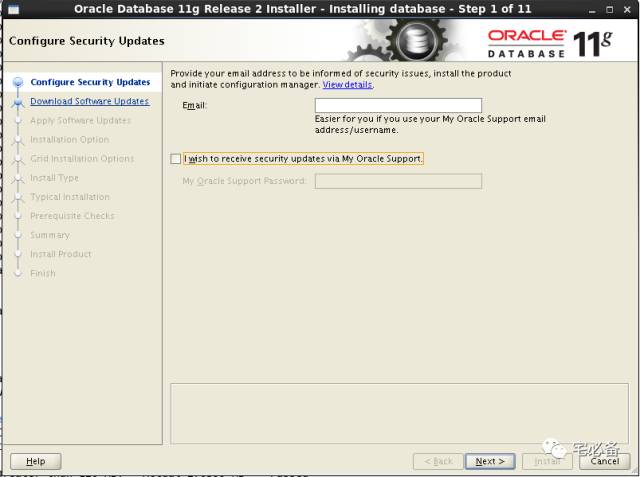 Oracle Database 11g Release 2 Installer - Installing database - Step 1 of 11
Configure Security Updates
ORACLE
DATABASE
11g
Configure Security Updates
Download Software Updates
Apply Software Updates
Installation Option
Grid Installation Options
Install Type
Typical Installation
Prerequisite Checks
Summary
Install Product
Finish
Provide your email address to be informed of security issues, install the product
and initiate configuration manager. View details.
Email:
Easier for you if you use your My Oracle Support email
address/username.
I wish to receive security updates via My Oracle Support.
My Oracle Support Password:
Help
< Back
Next >
Install
Cancel
宅必备